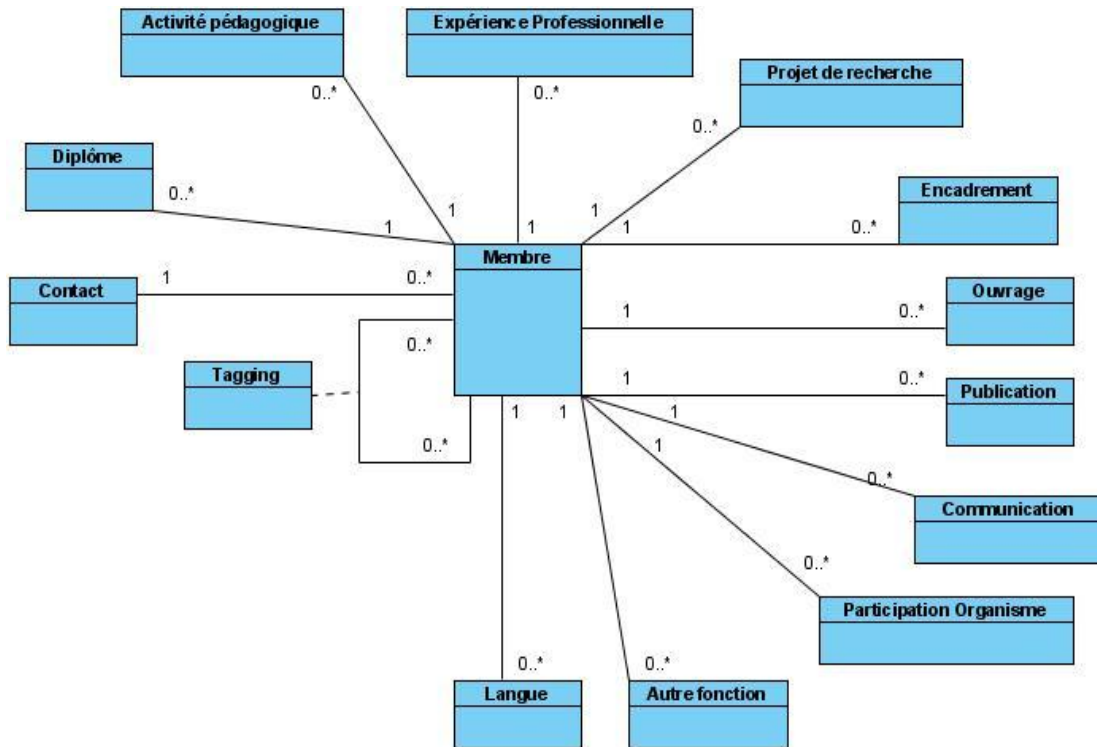 Activité pédagogique
Expérience Professionnelle
Projet de recherche
0..*
0..*
0..*
Diplôme
0..*
Encadrement
1
1
1
1
1
0..*
Membre
Contact
1
0..*
Ouvrage
1
0..*
0..*
Tagging
1
0..*
Publication
1
1
1
0..*
1
0..*
Communication
0..*
Participation Organisme
0..*
0..*
Langue
Autre fonction